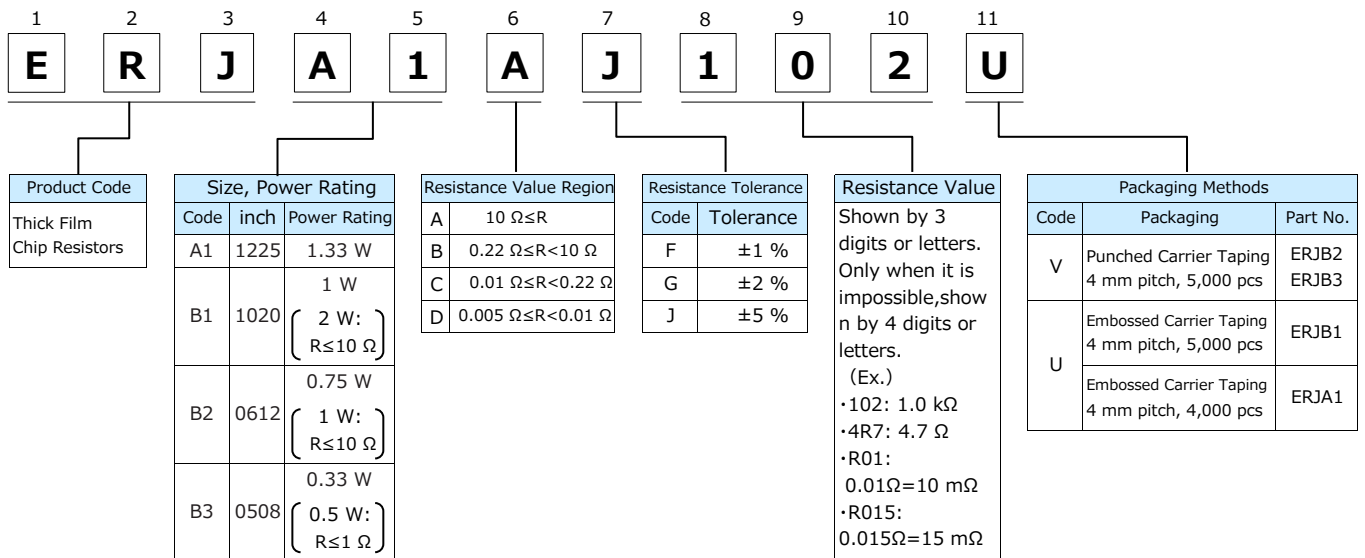 1 2 3 4 5 6 7 8 9 10 11
E R J A 1 A J 1 0 2 U
Product Code
Thick Film
Chip Resistors
Size, Power Rating
Code inch Power Rating
A1 1225 1.33 W
B1 1020 1 W
2 W:
R≤10 Ω
B2 0612 0.75 W
1 W:
R≤10 Ω
B3 0508 0.33 W
0.5 W:
R≤1 Ω
Resistance Value Region
A 10 Ω≤R
B 0.22 Ω≤R<10 Ω
C 0.01 Ω≤R<0.22 Ω
D 0.005 Ω≤R<0.01 Ω
Resistance Tolerance
Code Tolerance
F ±1 %
G ±2 %
J ±5 %
Resistance Value
Shown by 3
digits or letters.
Only when it is
impossible,show
n by 4 digits or
letters.
(Ex.)
・102: 1.0 kΩ
・4R7: 4.7 Ω
・R01:
0.01Ω=10 mΩ
・R015:
0.015Ω=15 mΩ
Packaging Methods
Code Packaging Part No.
V Punched Carrier Taping ERJB2
4 mm pitch, 5,000 pcs ERJB3
U Embossed Carrier Taping
4 mm pitch, 5,000 pcs ERJB1
Embossed Carrier Taping
4 mm pitch, 4,000 pcs ERJA1